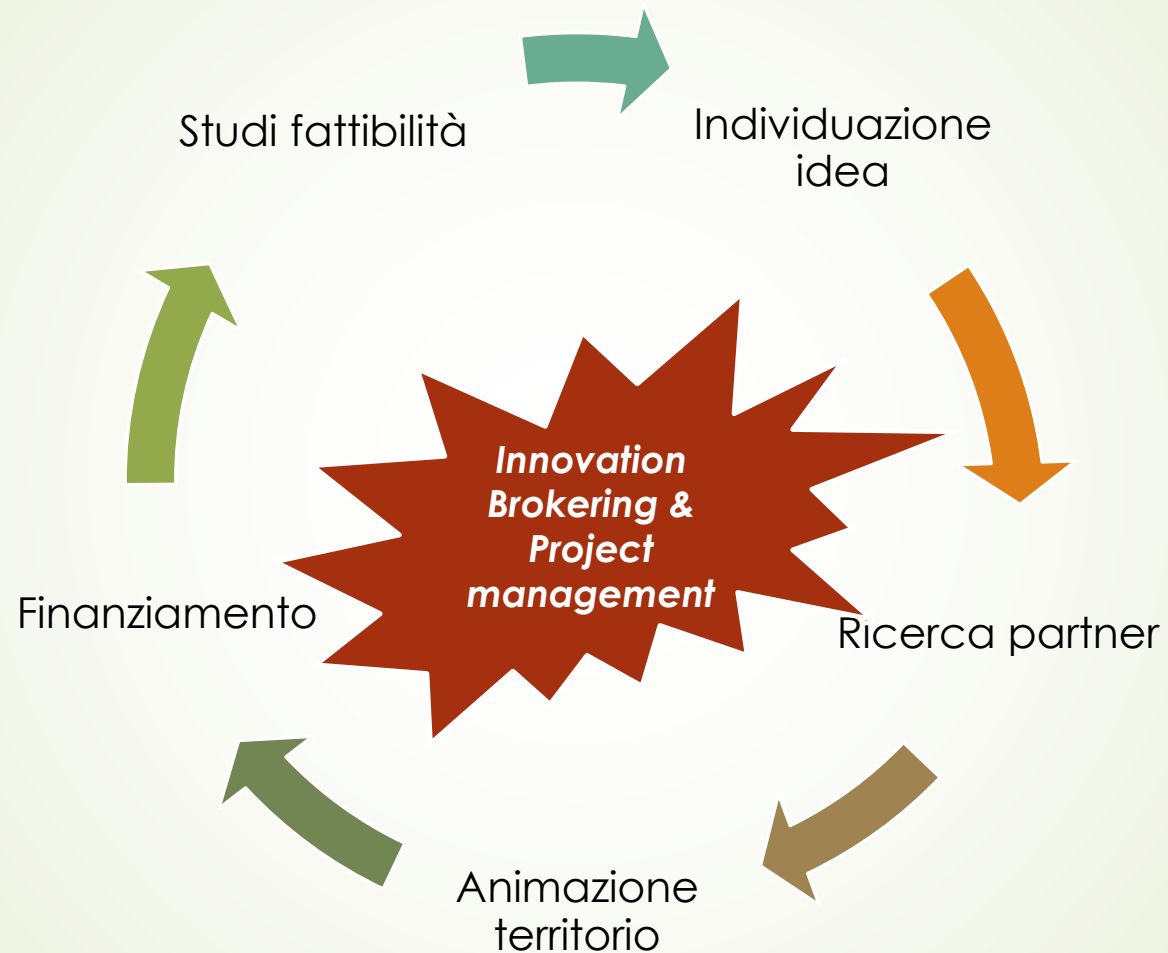 Studi fattibilità
Individuazione
idea
Innovation
Brokering &
Project
management
Finanziamento
Ricerca partner
Animazione
territorio